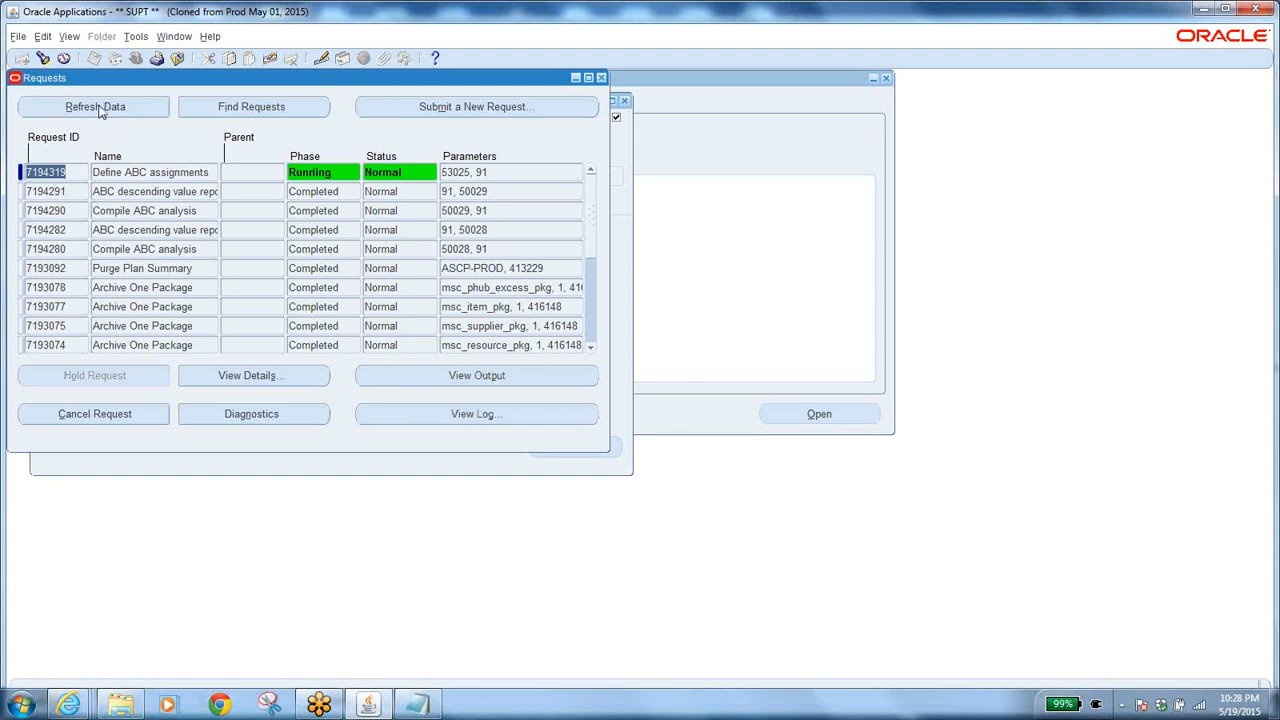 Oracle Applications - ** SUPT ** (Cloned from Prod May 01, 2015)
File Edit View Folder Tools Window Help
ORACLE
Requests
Refresh Data Find Requests Submit a New Request...
Request ID Parent
Name Phase Status Parameters
7194319 Define ABC assignments Running Normal 53025, 91
7194291 ABC descending value repo Completed Normal 91, 50029
7194290 Compile ABC analysis Completed Normal 50029, 91
7194282 ABC descending value repo Completed Normal 91, 50028
7194280 Compile ABC analysis Completed Normal 50028, 91
7193092 Purge Plan Summary Completed Normal ASCP-PROD, 413229
7193078 Archive One Package Completed Normal msc_phub_excess_pkg, 1, 416
7193077 Archive One Package Completed Normal msc_item_pkg, 1, 416148
7193075 Archive One Package Completed Normal msc_supplier_pkg, 1, 416148
7193074 Archive One Package Completed Normal msc_resource_pkg, 1, 416148
Hold Request View Details... View Output
Cancel Request Diagnostics View Log...
Open
99%
10:28 PM
5/19/2015